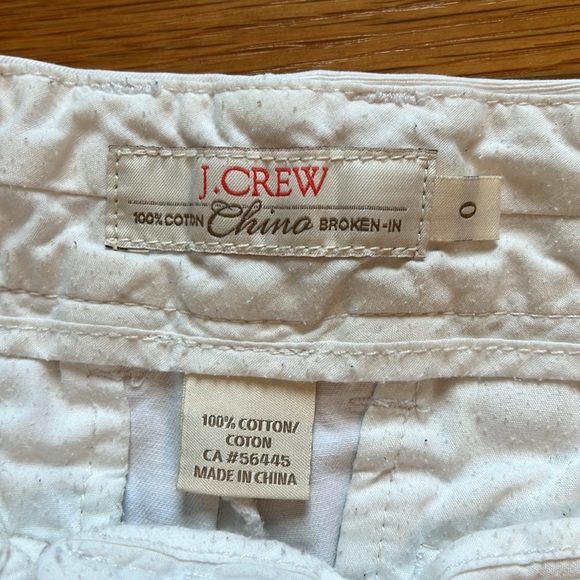 J.CREW
100% COTTON Chino BROKEN-IN
0
100% COTTON/
COTON
CA #56445
MADE IN CHINA